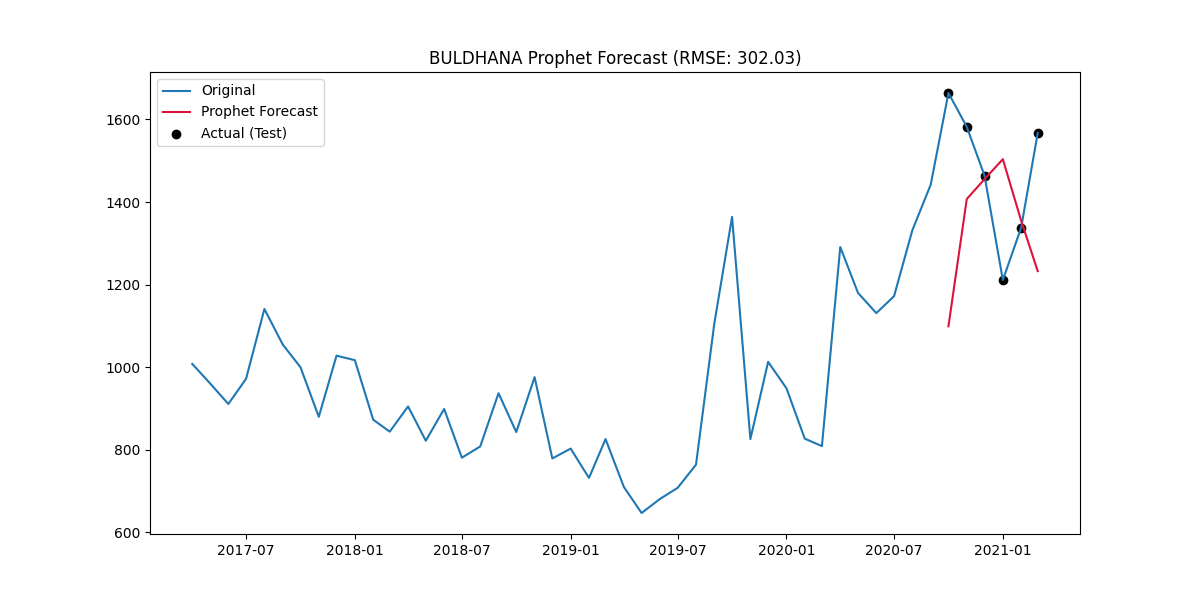 BULDHANA Prophet Forecast (RMSE: 302.03)
Original
Prophet Forecast
Actual (Test)
1600
1400
1200
1000
800
600
2017-07 2018-01 2018-07 2019-01 2019-07 2020-01 2020-07 2021-01